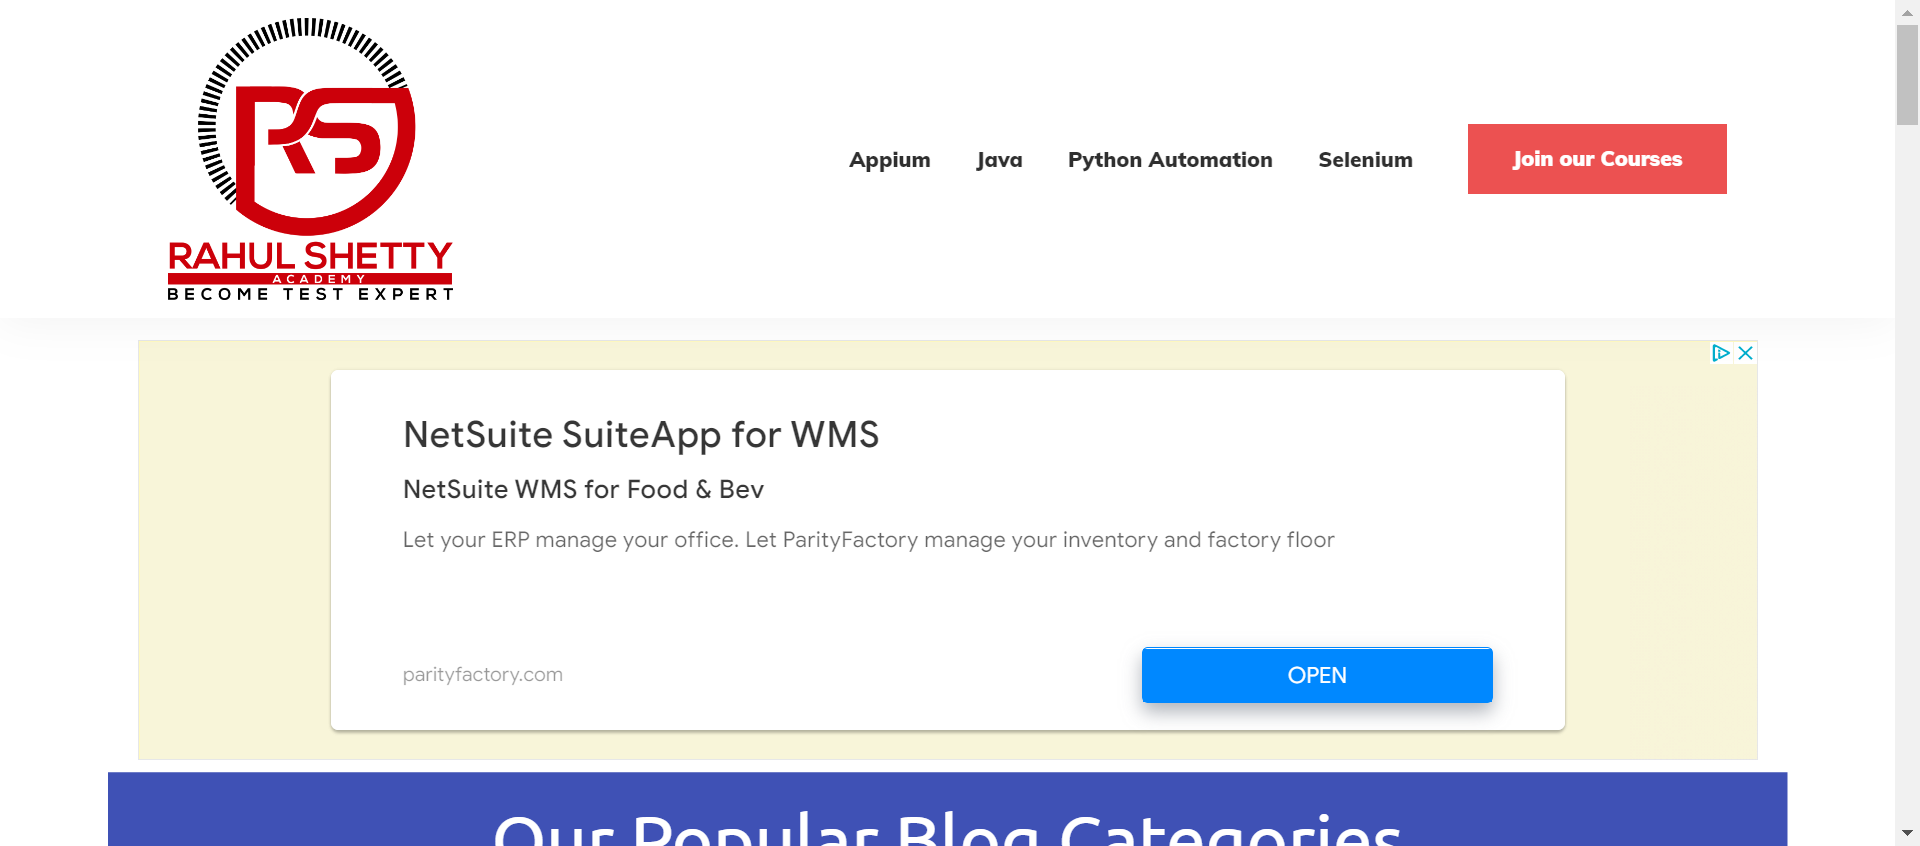 RS
RAHUL SHETTY
ACADEMY
BECOME TEST EXPERT
Appium Java Python Automation Selenium Join our Courses
NetSuite SuiteApp for WMS
NetSuite WMS for Food & Bev
Let your ERP manage your office. Let ParityFactory manage your inventory and factory floor
parityfactory.com OPEN
Our Popular Blog Categories